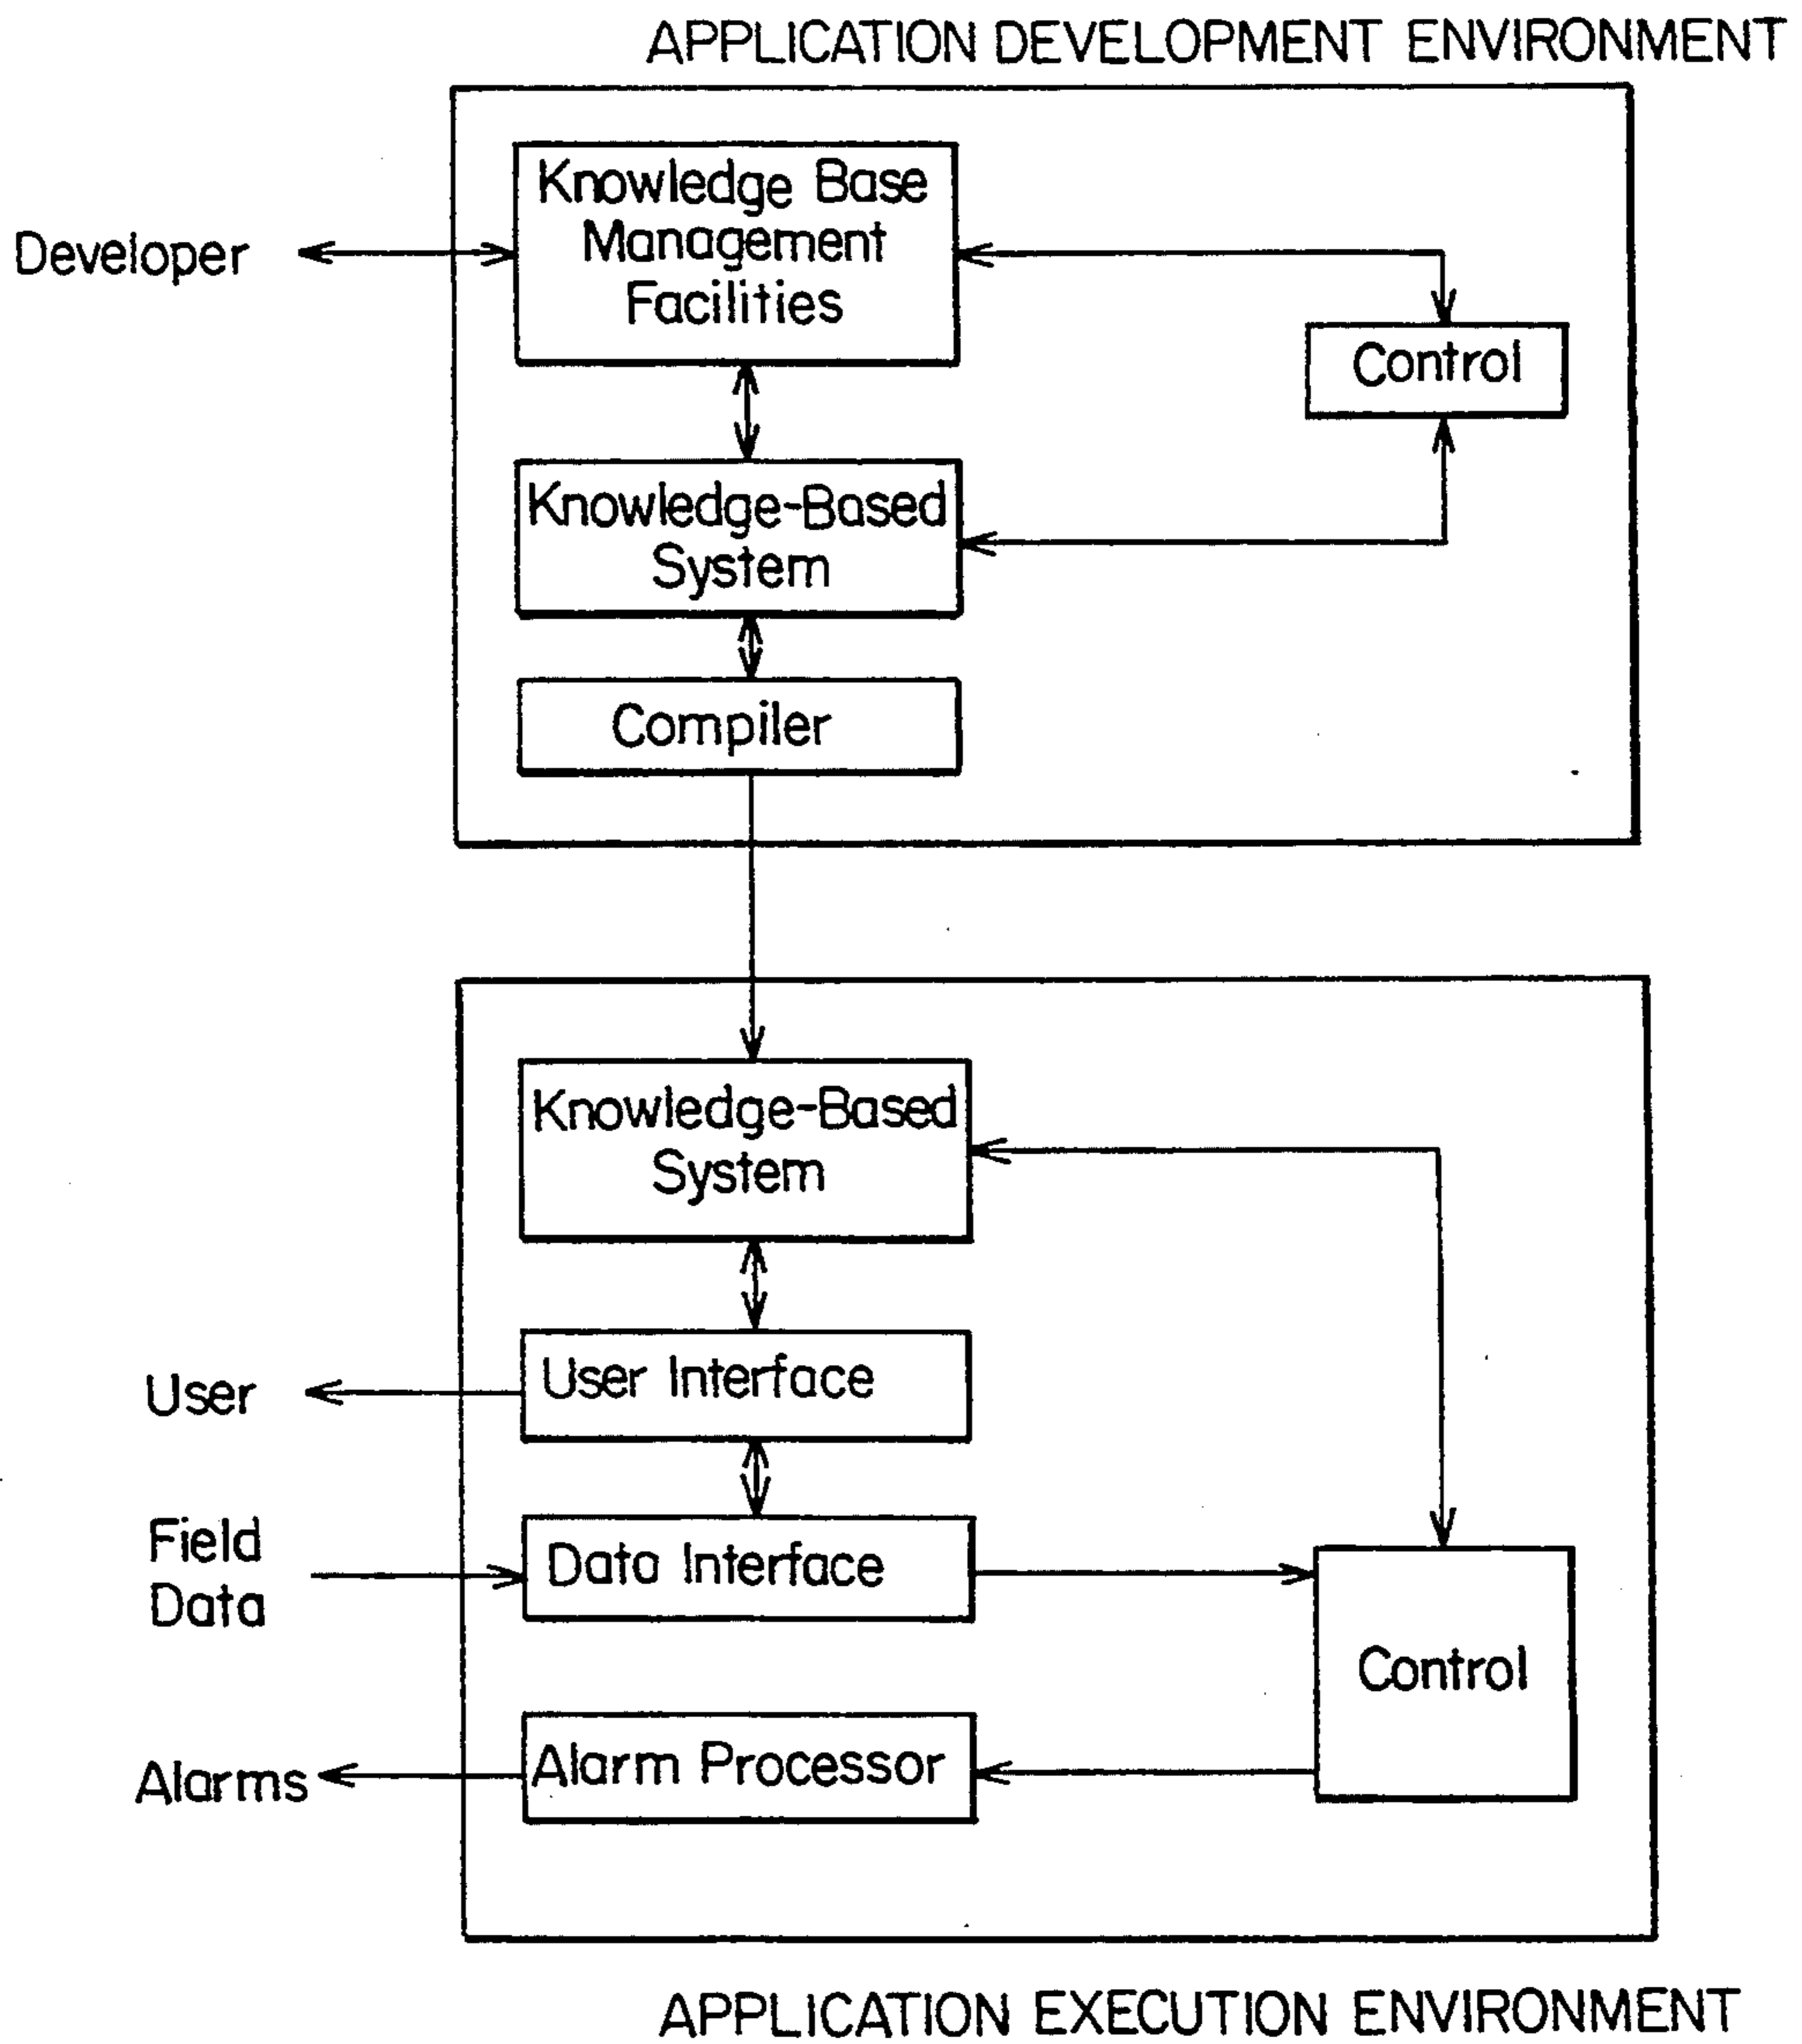 APPLICATION DEVELOPMENT ENVIRONMENT
Knowledge Base
Management
Facilities
Developer
Control
Knowledge-Based
System
Compiler
Knowledge-Based
System
User Interface
User
Field
Data
Data Interface
Control
Alarm Processor
Alarms
APPLICATION EXECUTION ENVIRONMENT